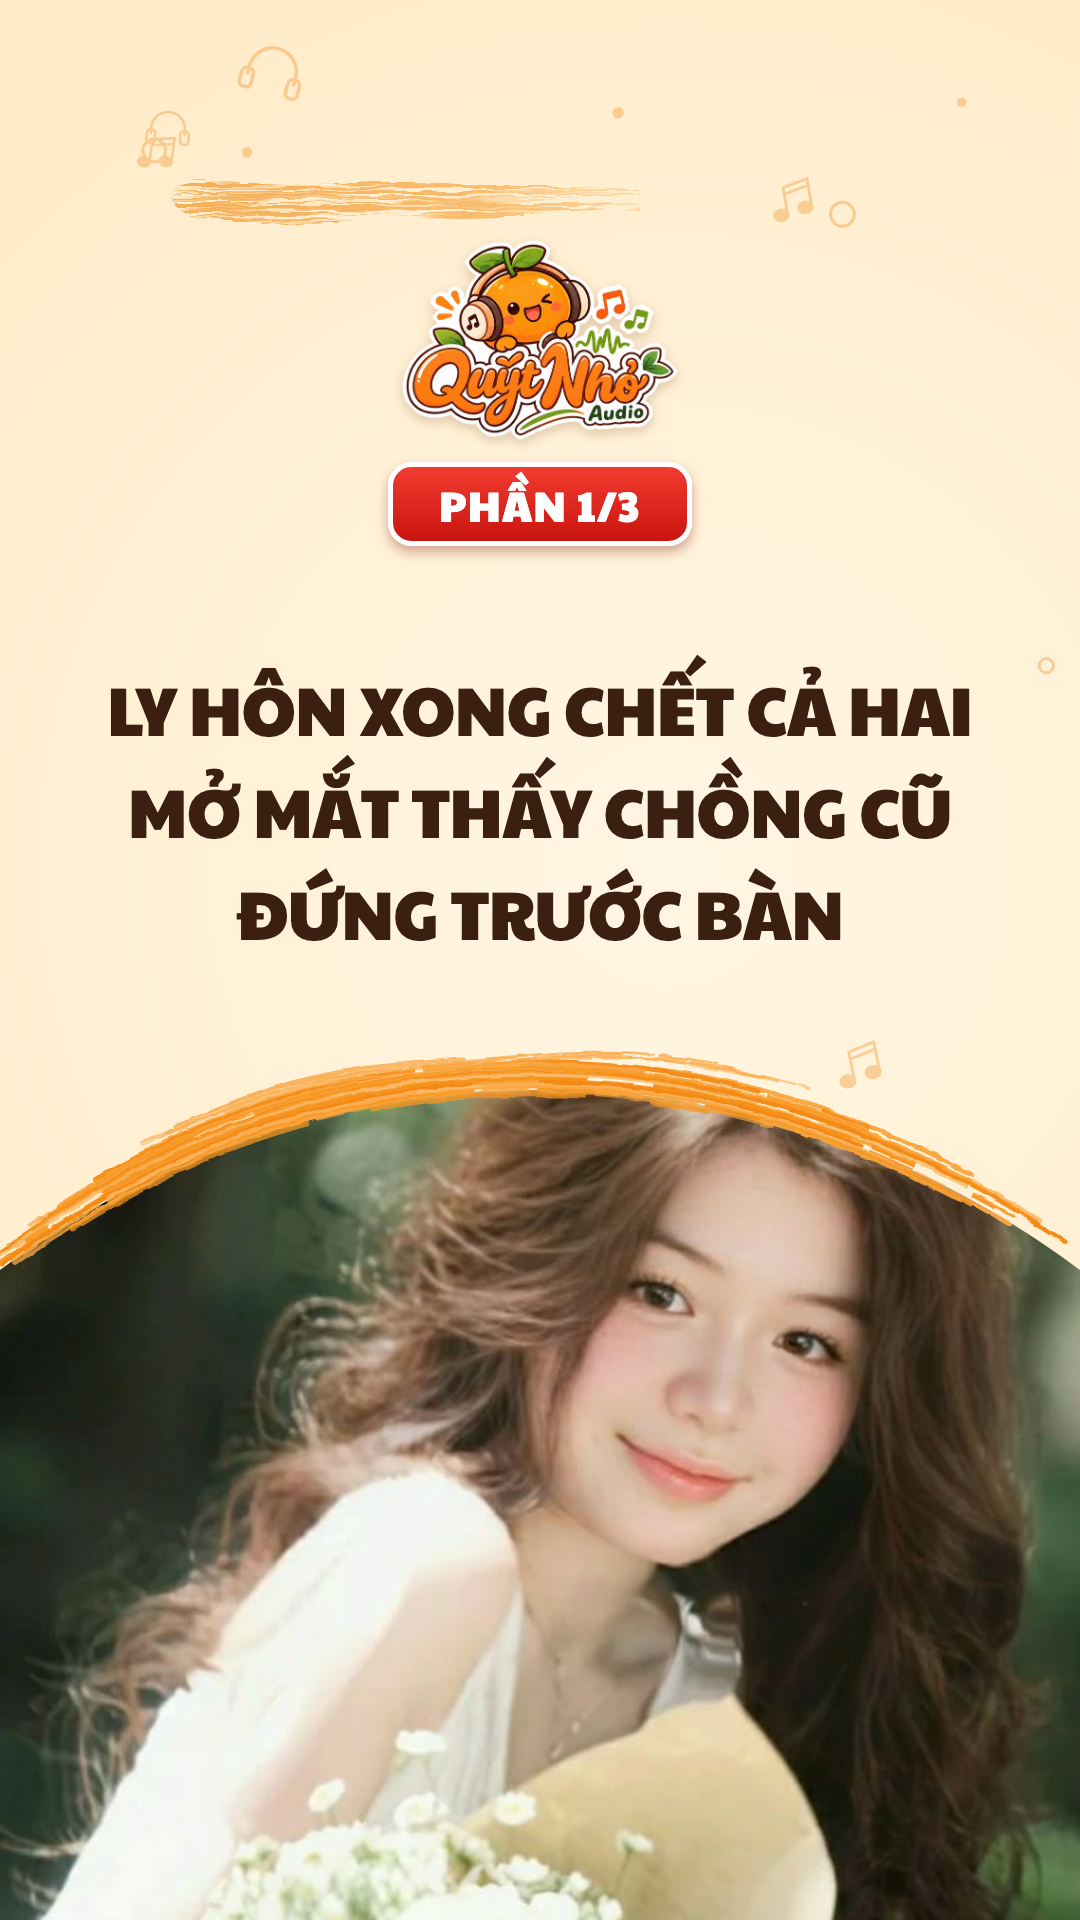 Quýt Nhỏ
Audio
PHẦN 1/3
LY HÔN XONG CHẾT CẢ HAI
MỞ MẮT THẤY CHỒNG CŨ
ĐỨNG TRƯỚC BÀN